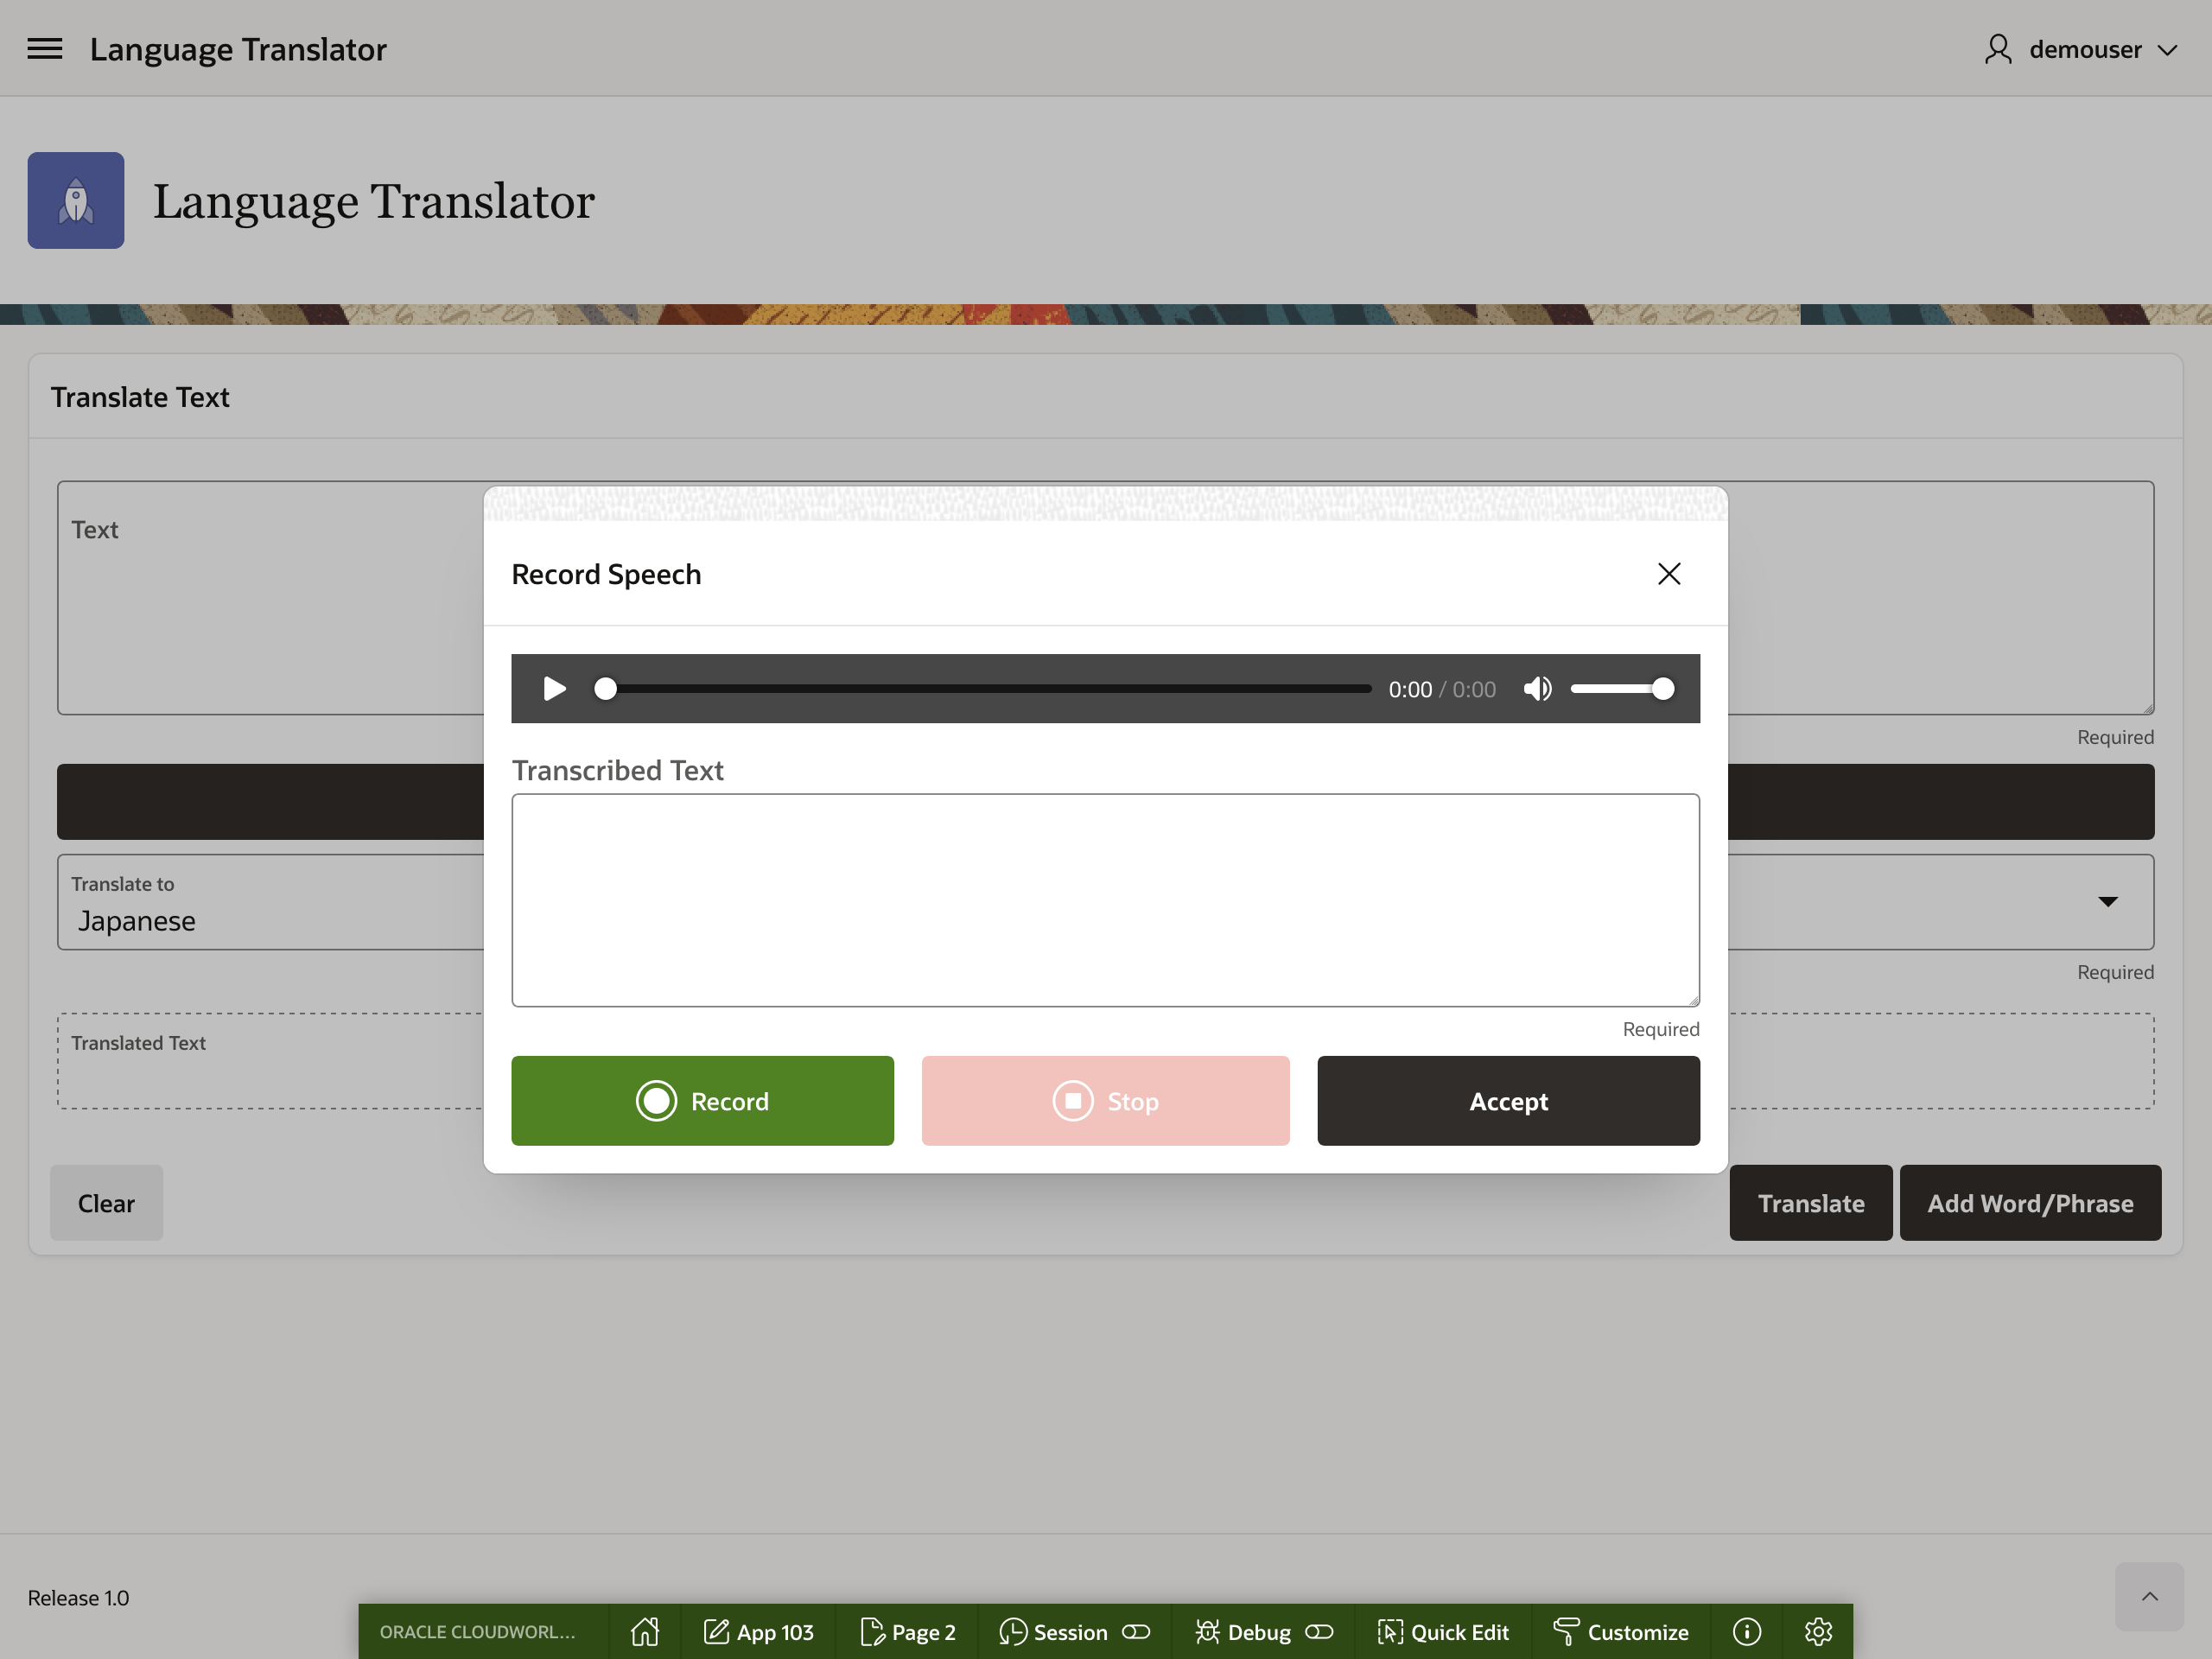 Language Translator
demouser
Language Translator
Translate Text
Text
Required
Record Speech
0:00 / 0:00
Transcribed Text
Required
Record
Stop
Accept
Translate to
Japanese
Required
Translated Text
Clear
Translate
Add Word/Phrase
Release 1.0
ORACLE CLOUDWORL...
App 103
Page 2
Session
Debug
Quick Edit
Customize